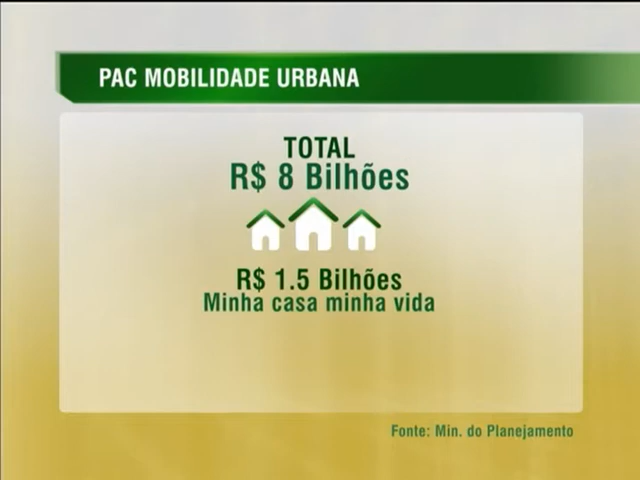 PAC MOBILIDADE URBANA
TOTAL
R$ 8 Bilhões
R$ 1.5 Bilhões
Minha casa minha vida
Fonte: Min. do Planejamento